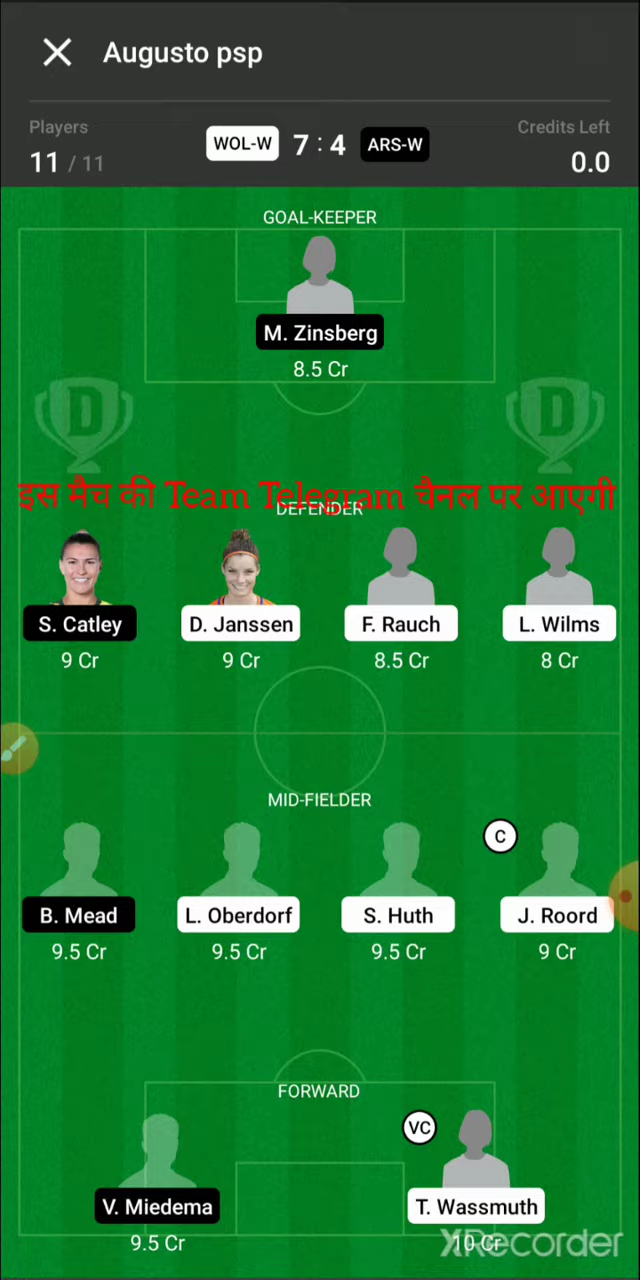 Augusto psp
Players
Credits Left
11 / 11
WOL-W 7 : 4 ARS-W
0.0
GOAL-KEEPER
M. Zinsberg
8.5 Cr
D
D
इस मैच की Team Telegram चैनल पर आएगी
DEFENDER
S. Catley
D. Janssen
F. Rauch
L. Wilms
9 Cr
9 Cr
8.5 Cr
8 Cr
MID-FIELDER
C
B. Mead
L. Oberdorf
S. Huth
J. Roord
9.5 Cr
9.5 Cr
9.5 Cr
9 Cr
FORWARD
VC
V. Miedema
T. Wassmuth
9.5 Cr
10 Cr
XRecorder